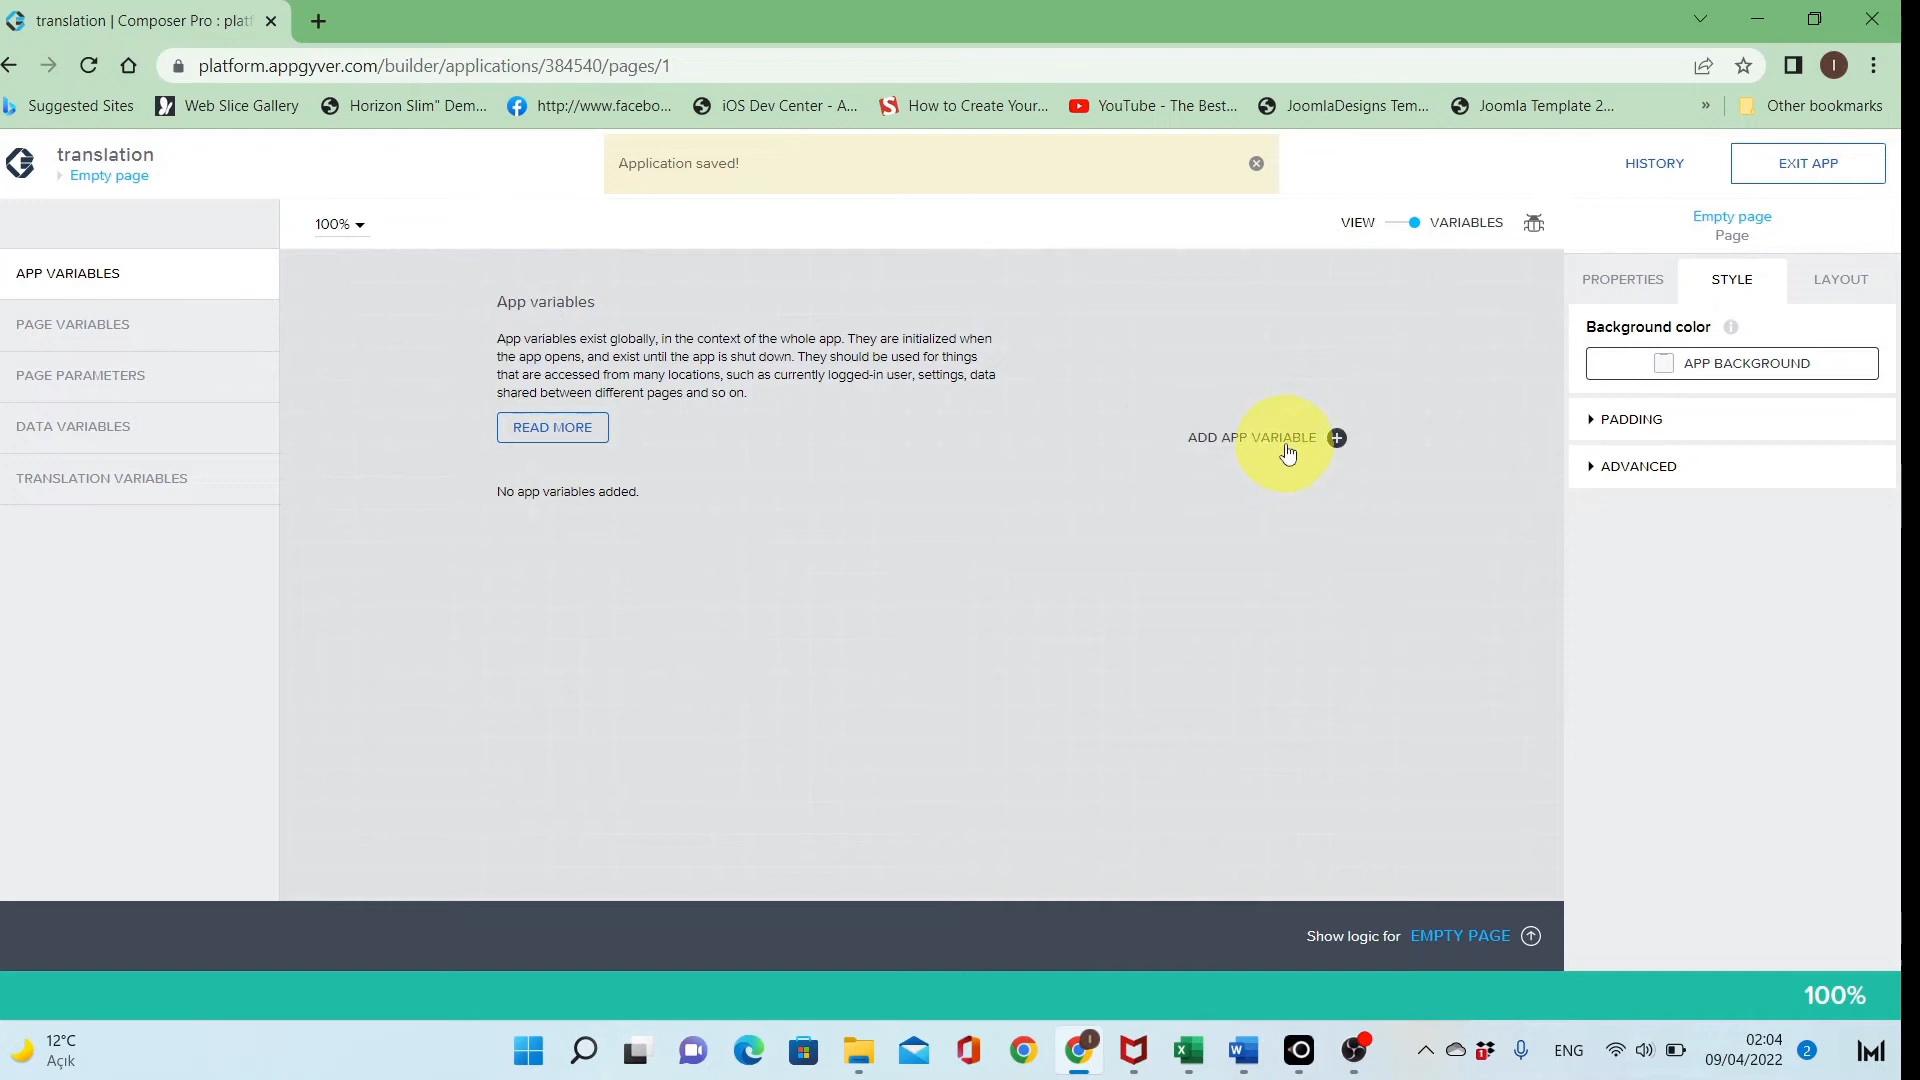 translation | Composer Pro : platf
platform.appgyver.com/builder/applications/384540/pages/1
I
Suggested Sites
Web Slice Gallery
Horizon Slim" Dem...
http://www.facebo...
iOS Dev Center - A...
How to Create Your...
YouTube - The Best...
JoomlaDesigns Tem...
Joomla Template 2...
»
Other bookmarks
translation
Empty page
Application saved!
HISTORY
EXIT APP
100%
VIEW
VARIABLES
Empty page
Page
APP VARIABLES
PAGE VARIABLES
PAGE PARAMETERS
DATA VARIABLES
TRANSLATION VARIABLES
App variables
App variables exist globally, in the context of the whole app. They are initialized when
the app opens, and exist until the app is shut down. They should be used for things
that are accessed from many locations, such as currently logged-in user, settings, data
shared between different pages and so on.
READ MORE
ADD APP VARIABLE
No app variables added.
PROPERTIES
STYLE
LAYOUT
Background color
APP BACKGROUND
PADDING
ADVANCED
Show logic for EMPTY PAGE
100%
12°C
Açık
ENG
02:04
09/04/2022
2